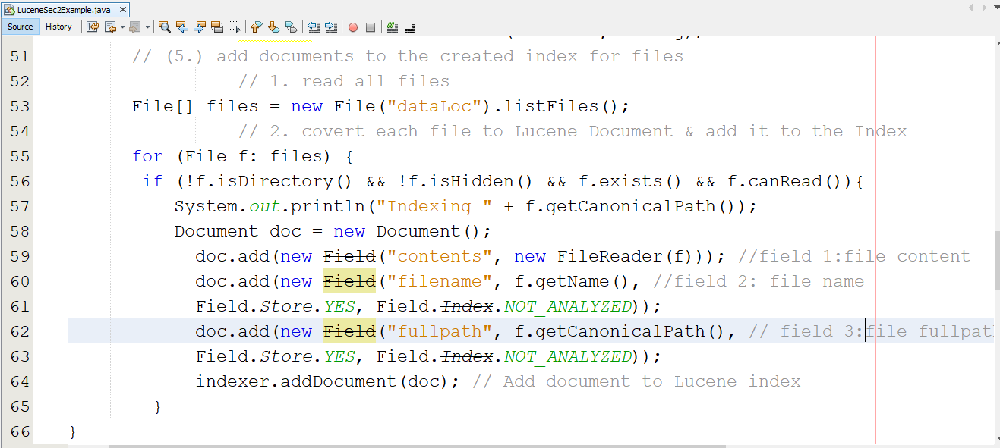 LuceneSec2Example.java
Source History
51 // (5.) add documents to the created index for files
52 // 1. read all files
53 File[] files = new File("dataLoc").listFiles();
54 // 2. covert each file to Lucene Document & add it to the Index
55 for (File f: files) {
56 if (!f.isDirectory() && !f.isHidden() && f.exists() && f.canRead()){
57 System.out.println("Indexing " + f.getCanonicalPath());
58 Document doc = new Document();
59 doc.add(new Field("contents", new FileReader(f))); //field 1:file content
60 doc.add(new Field("filename", f.getName(), //field 2: file name
61 Field.Store.YES, Field.Index.NOT_ANALYZED));
62 doc.add(new Field("fullpath", f.getCanonicalPath(), // field 3:file fullpat
63 Field.Store.YES, Field.Index.NOT_ANALYZED));
64 indexer.addDocument(doc); // Add document to Lucene index
65 }
66 }